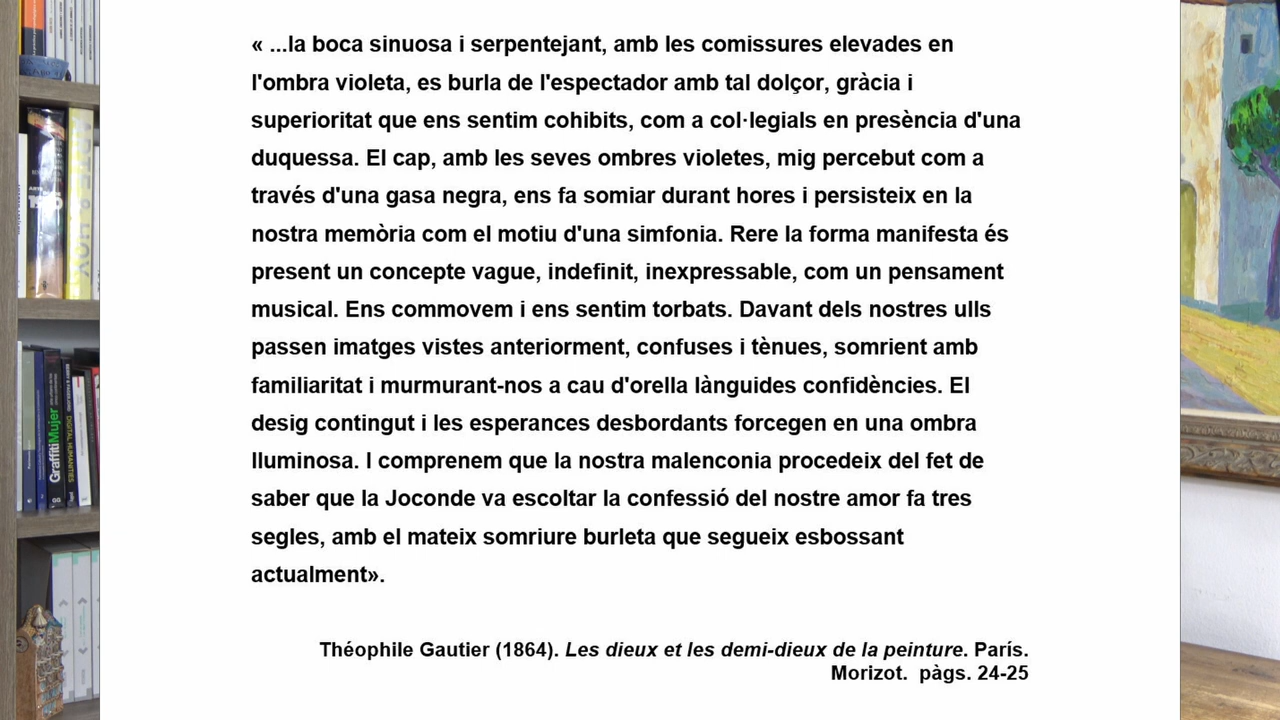 « ...la boca sinuosa i serpentejant, amb les comissures elevades en
l'ombra violeta, es burla de l'espectador amb tal dolçor, gràcia i
superioritat que ens sentim cohibits, com a col·legials en presència d'una
duquessa. El cap, amb les seves ombres violetes, mig percebut com a
través d'una gasa negra, ens fa somiar durant hores i persisteix en la
nostra memòria com el motiu d'una simfonia. Rere la forma manifesta és
present un concepte vague, indefinit, inexpressable, com un pensament
musical. Ens commovem i ens sentim torbats. Davant dels nostres ulls
passen imatges vistes anteriorment, confuses i tènues, somrient amb
familiaritat i murmurant-nos a cau d'orella lànguides confidències. El
desig contingut i les esperances desbordants forcegen en una ombra
lluminosa. I comprenem que la nostra malenconia procedeix del fet de
saber que la Joconde va escoltar la confessió del nostre amor fa tres
segles, amb el mateix somriure burleta que segueix esbossant
actualment».
Théophile Gautier (1864). Les dieux et les demi-dieux de la peinture. París.
Morizot. pàgs. 24-25
GraffitiMujer
DIGITAL HUMANITIES
GG